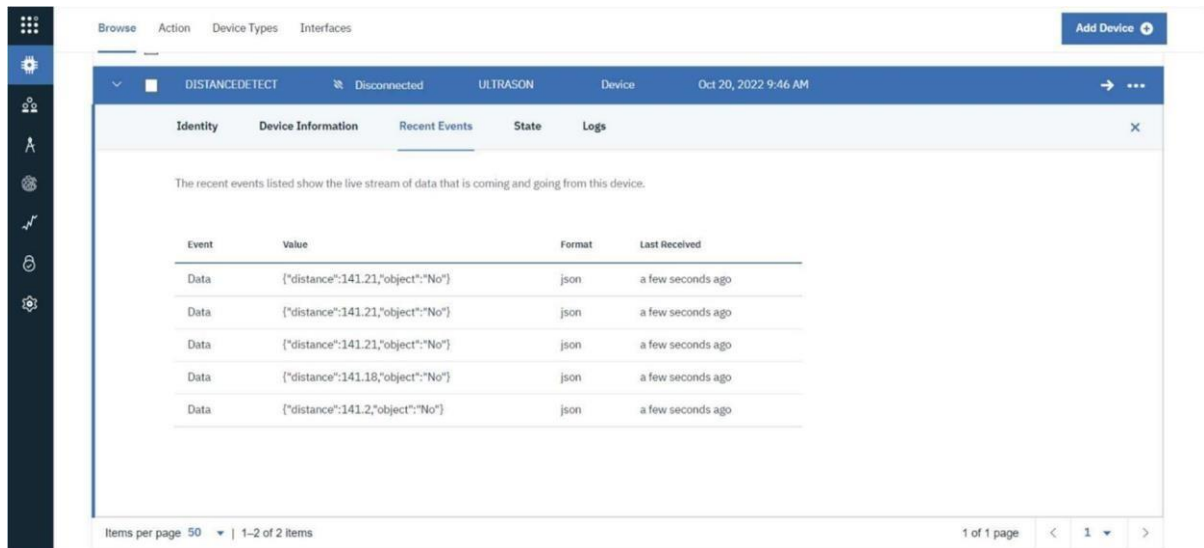 Browse Action Device Types Interfaces Add Device
DISTANCEDETECT Disconnected ULTRASON Device Oct 20, 2022 9:46 AM
Identity Device Information Recent Events State Logs
The recent events listed show the live stream of data that is coming and going from this device.
Event Value Format Last Received
Data {"distance":141.21,"object":"No"} json a few seconds ago
Data {"distance":141.21,"object":"No"} json a few seconds ago
Data {"distance":141.21,"object":"No"} json a few seconds ago
Data {"distance":141.18,"object":"No"} json a few seconds ago
Data {"distance":141.2,"object":"No"} json a few seconds ago
Items per page 50 | 1–2 of 2 items 1 of 1 page 1